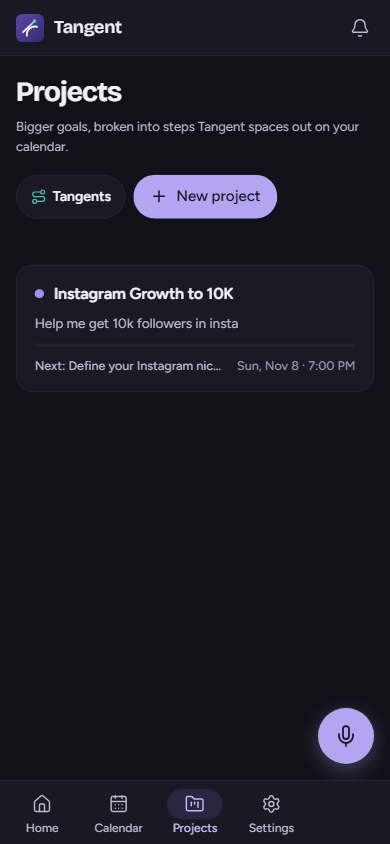 Tangent
Projects
Bigger goals, broken into steps Tangent spaces out on your
calendar.
Tangents
New project
Instagram Growth to 10K
Help me get 10k followers in insta
Next: Define your Instagram nic... Sun, Nov 8 · 7:00 PM
Home Calendar Projects Settings